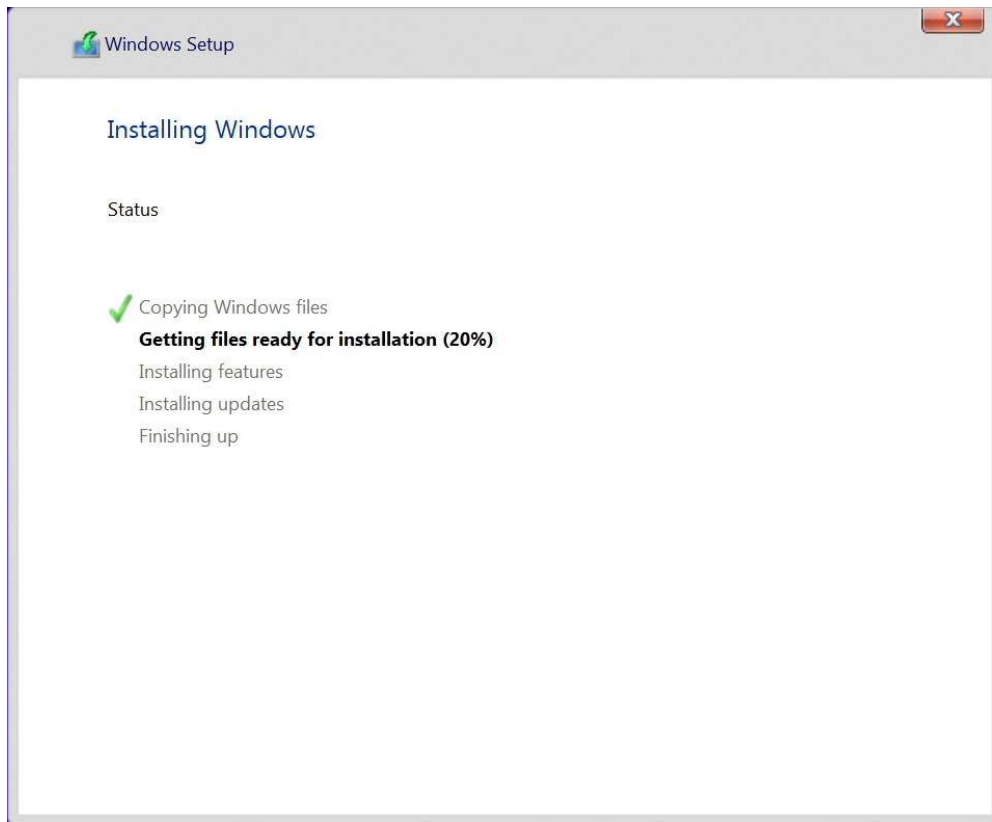 Windows Setup
Installing Windows
Status
Copying Windows files
Getting files ready for installation (20%)
Installing features
Installing updates
Finishing up